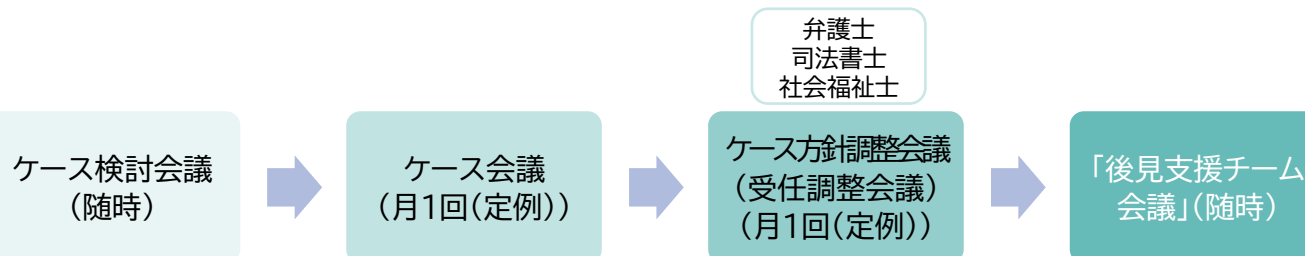 弁護士
司法書士
社会福祉士
ケース検討会議
（随時）
ケース会議
（月1回（定例））
ケース方針調整会議
（受任調整会議）
（月1回（定例））
「後見支援チーム
会議」（随時）